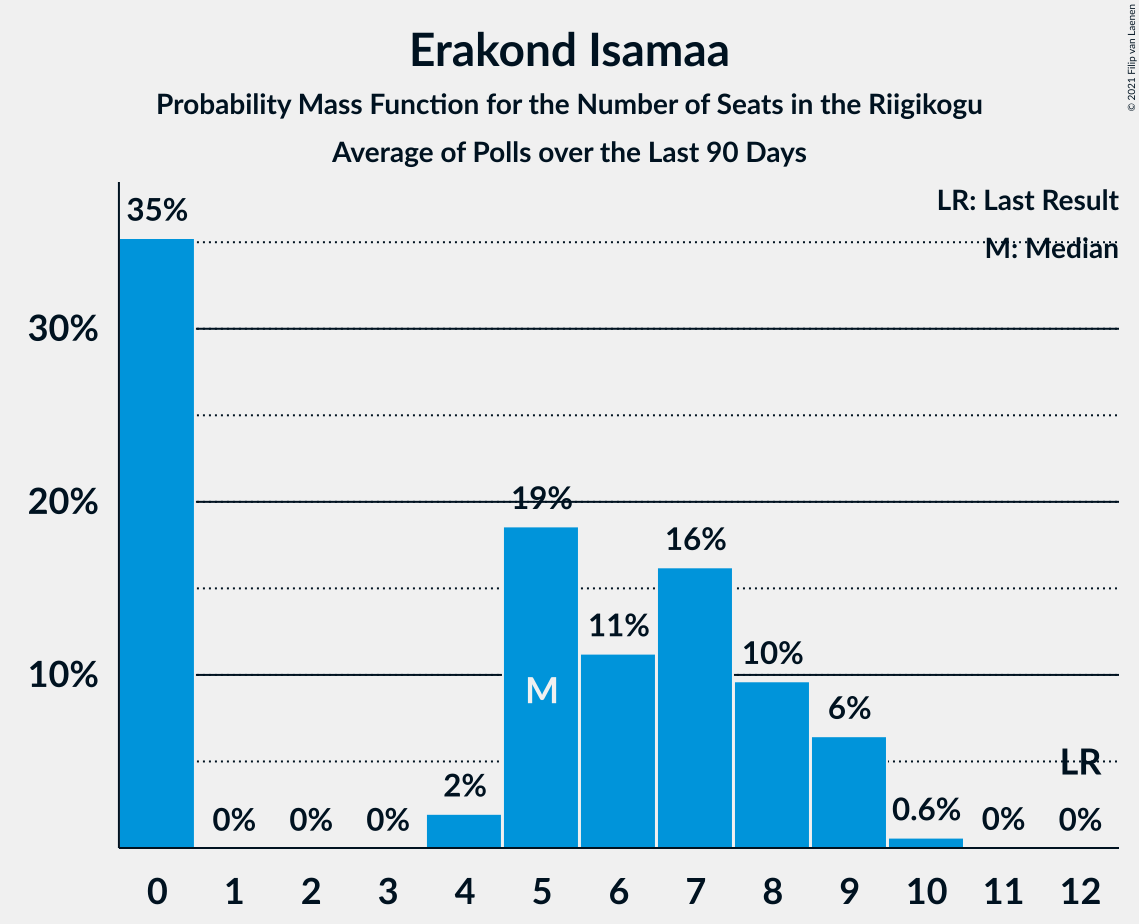 © 2021 Filip van Laenen
Erakond Isamaa
Probability Mass Function for the Number of Seats in the Riigikogu
Average of Polls over the Last 90 Days
LR: Last Result
M: Median
35%
30%
20%
19%
16%
11%
10%
10%
M
6%
LR
2%
0.6%
0%
0%
0%
0%
0%
0 1 2 3 4 5 6 7 8 9 10 11 12